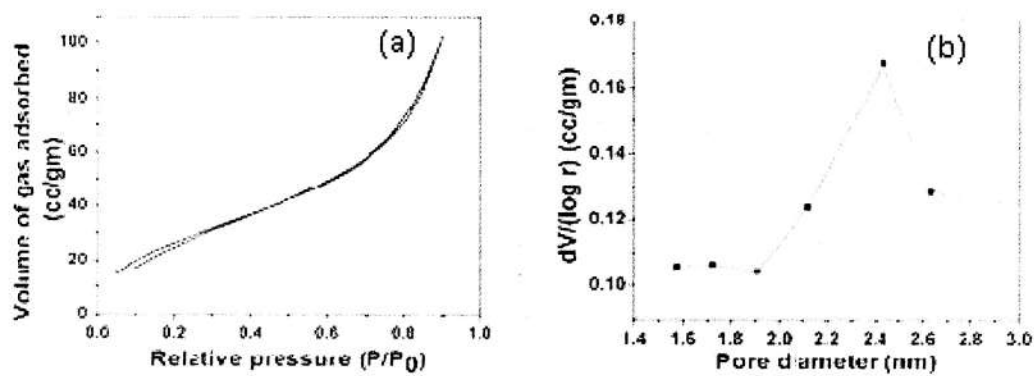 (a)
Volume of gas adsorbed
(cc/gm)
100
80
60
40
20
0
0.0 0.2 0.4 0.6 0.8 1.0
Relative pressure (P/P0)
(b)
dV/(log r) (cc/gm)
0.18
0.16
0.14
0.12
0.10
1.4 1.6 1.8 2.0 2.2 2.4 2.6 2.8 3.0
Pore diameter (nm)